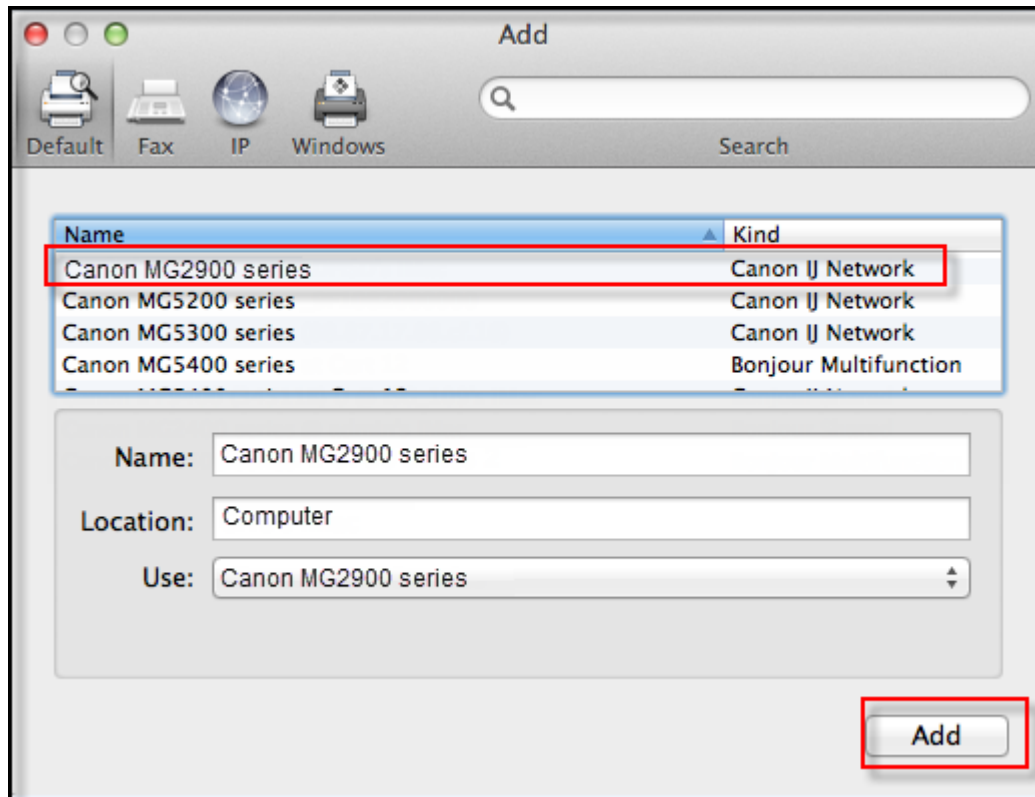 Add
Default Fax IP Windows Search
Name Kind
Canon MG2900 series Canon IJ Network
Canon MG5200 series Canon IJ Network
Canon MG5300 series Canon IJ Network
Canon MG5400 series Bonjour Multifunction
Name: Canon MG2900 series
Location: Computer
Use: Canon MG2900 series
Add